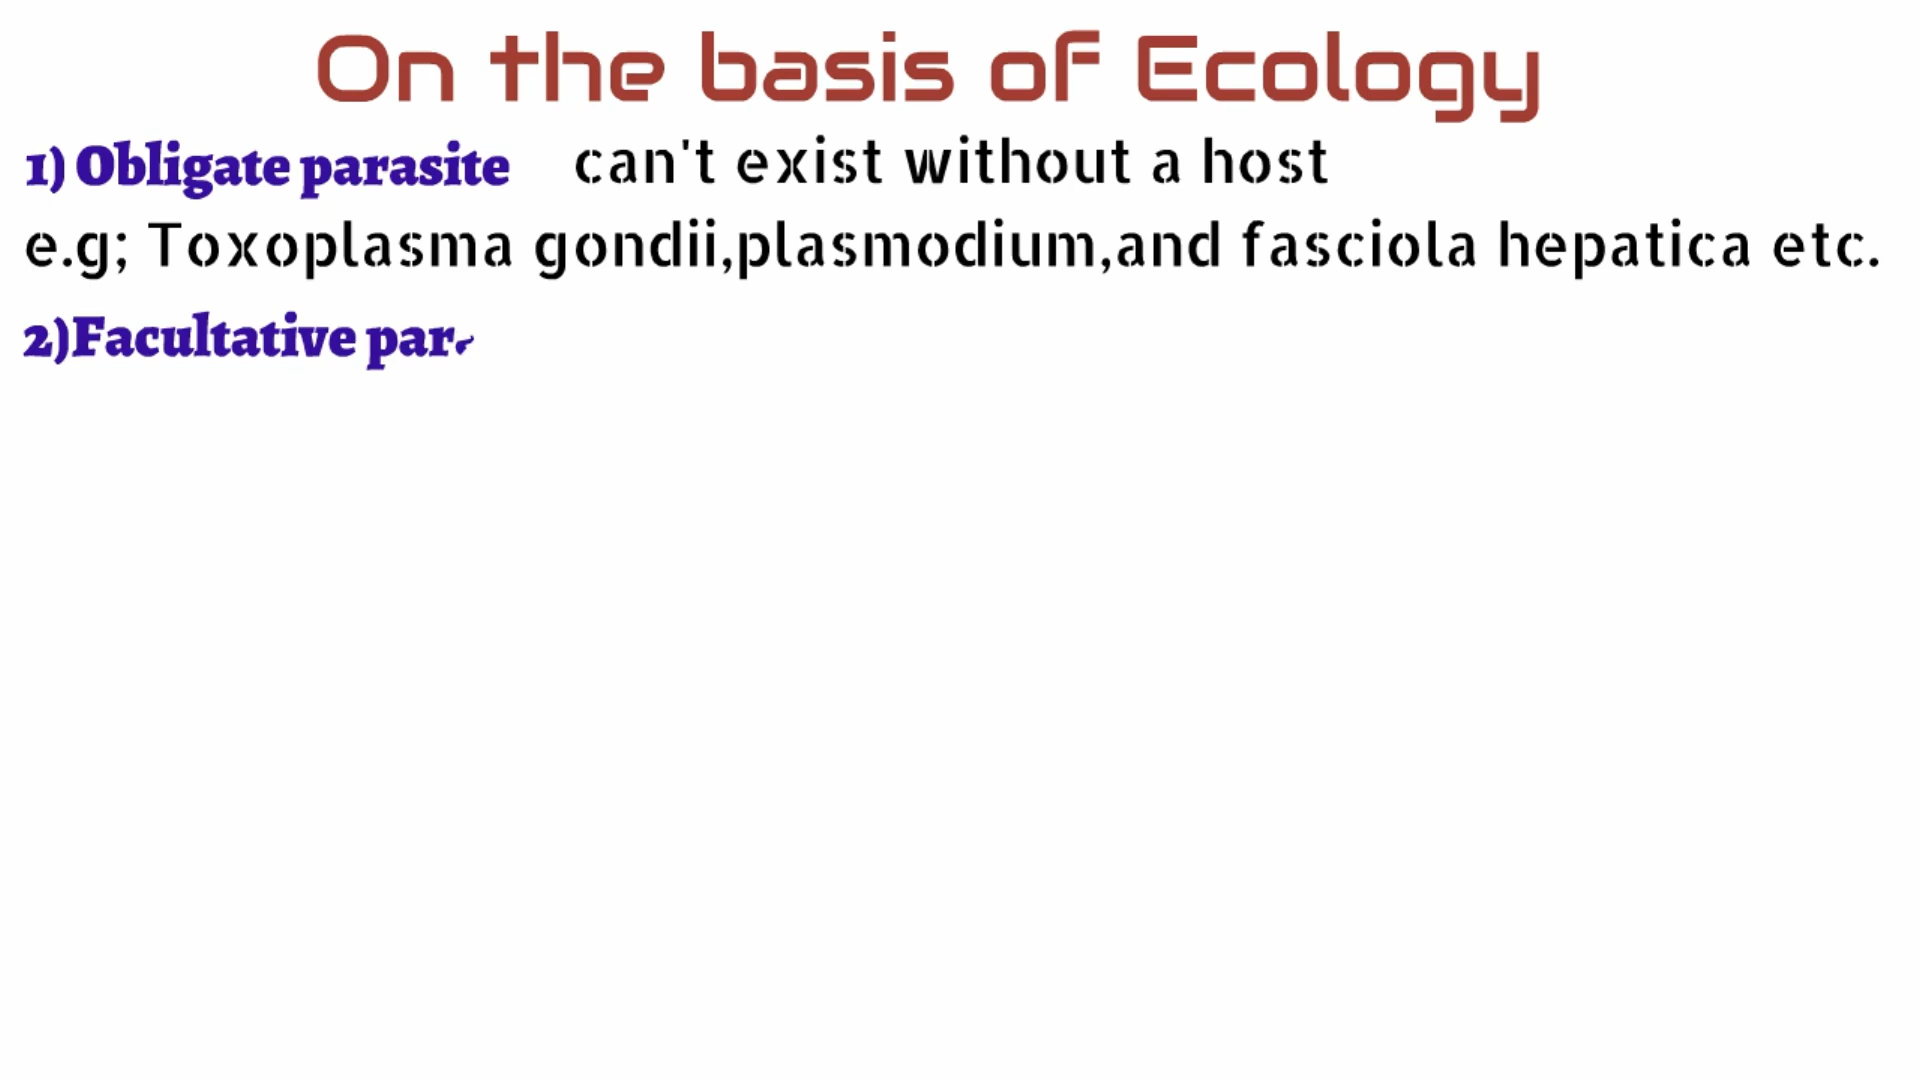 On the basis of Ecology
1) Obligate parasite can't exist without a host
e.g; Toxoplasma gondii,plasmodium,and fasciola hepatica etc.
2)Facultative par